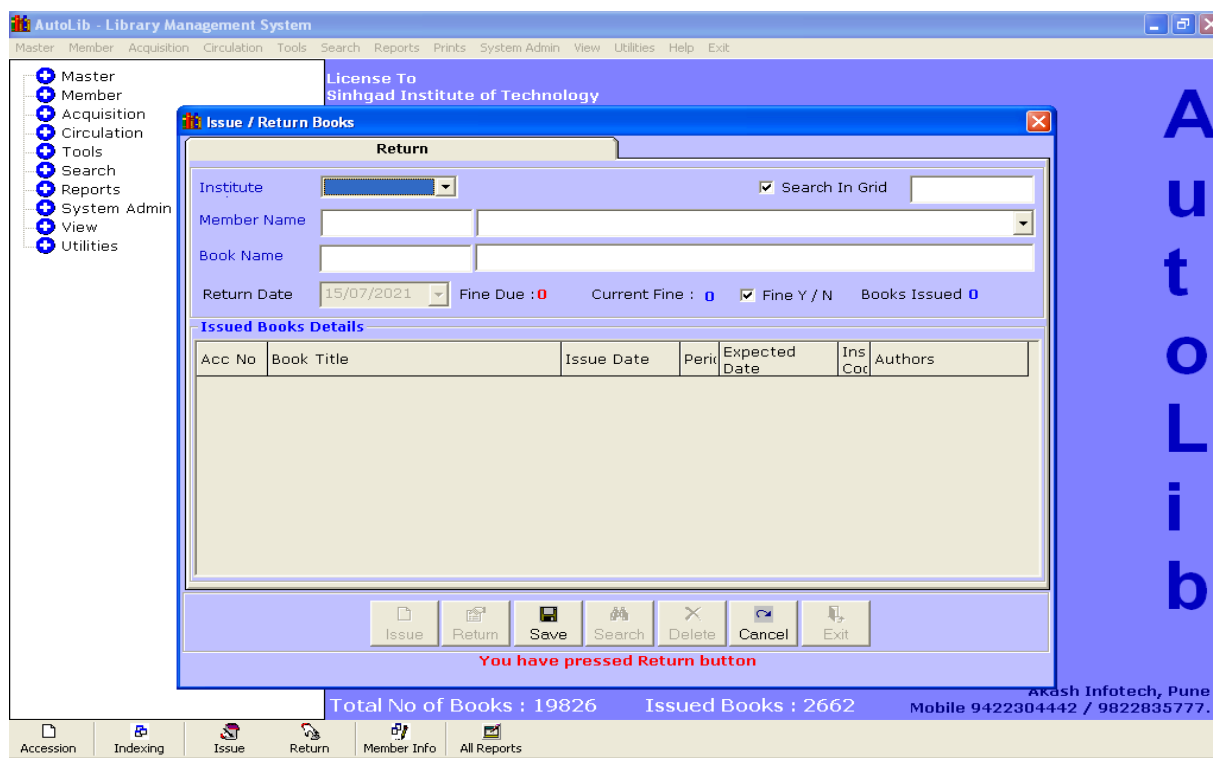 AutoLib - Library Management System
Master Member Acquisition Circulation Tools Search Reports Prints System Admin View Utilities Help Exit
Master
Member
Acquisition
Circulation
Tools
Search
Reports
System Admin
View
Utilities
License To
Sinhgad Institute of Technology
AutoLib
Issue / Return Books
Return
Institute
Search In Grid
Member Name
Book Name
Return Date 15/07/2021 Fine Due : 0 Current Fine : 0 Fine Y / N Books Issued 0
Issued Books Details
Acc No Book Title Issue Date Peri Expected Date Ins Co Authors
Issue Return Save Search Delete Cancel Exit
You have pressed Return button
Akash Infotech, Pune
Total No of Books : 19826 Issued Books : 2662 Mobile 9422304442 / 9822835777.
Accession Indexing Issue Return Member Info All Reports